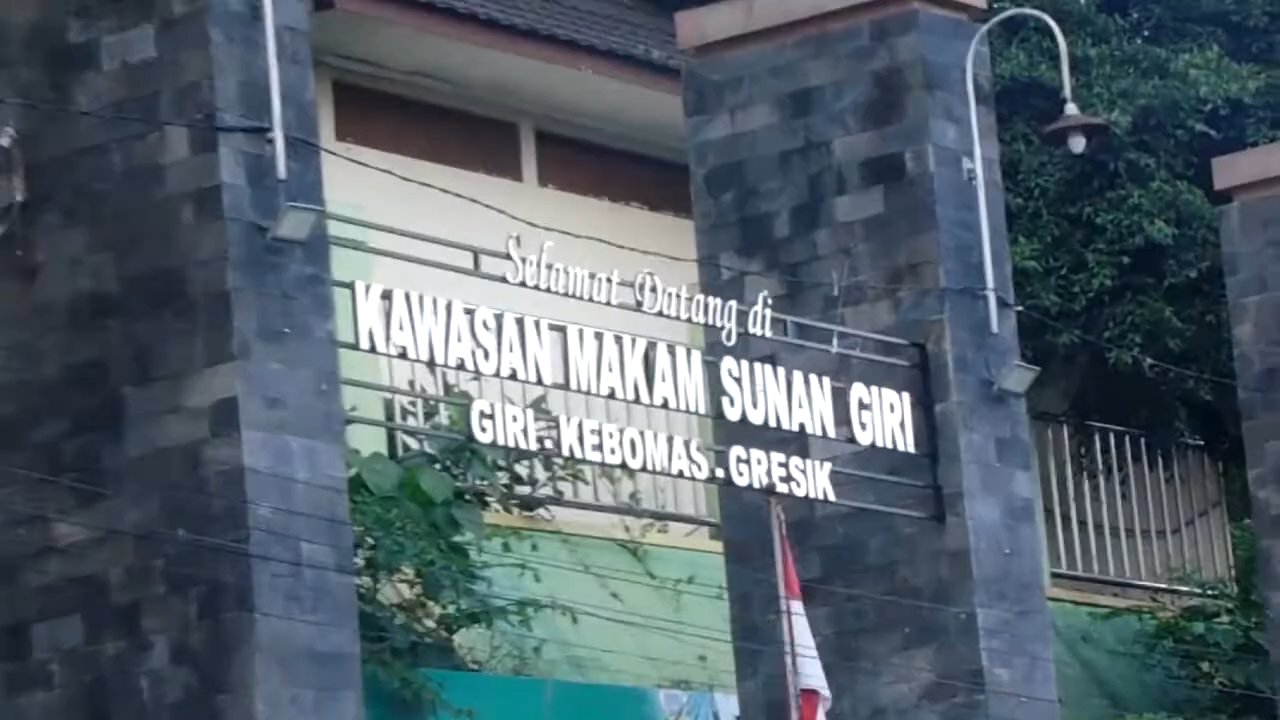 Selamat Datang di
KAWASAN MAKAM SUNAN GIRI
GIRI . KEBOMAS . GRESIK